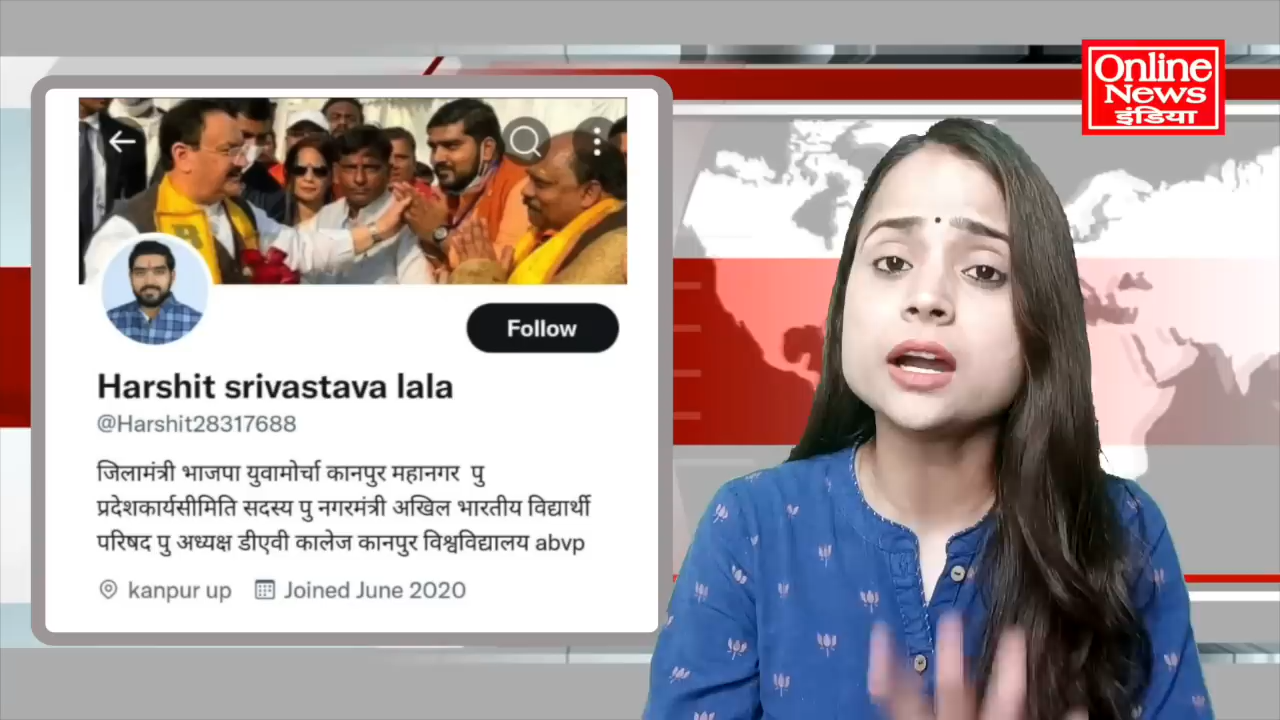 Online
News
इंडिया
Follow
Harshit srivastava lala
@Harshit28317688
जिलामंत्री भाजपा युवामोर्चा कानपुर महानगर पु
प्रदेशकार्यसीमिति सदस्य पु नगरमंत्री अखिल भारतीय विद्यार्थी
परिषद पु अध्यक्ष डीएवी कालेज कानपुर विश्वविद्यालय abvp
kanpur up Joined June 2020